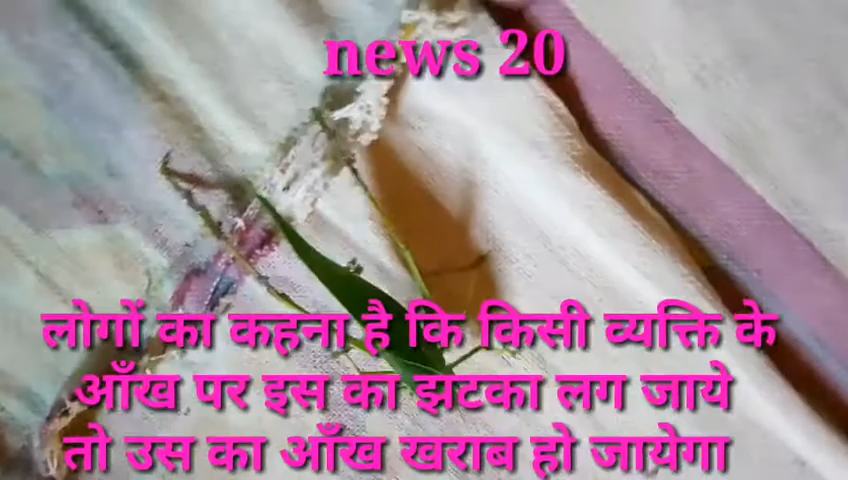 news 20
लोगों का कहना है कि किसी व्यक्ति के
आँख पर इस का झटका लग जाये
तो उस का आँख खराब हो जायेगा